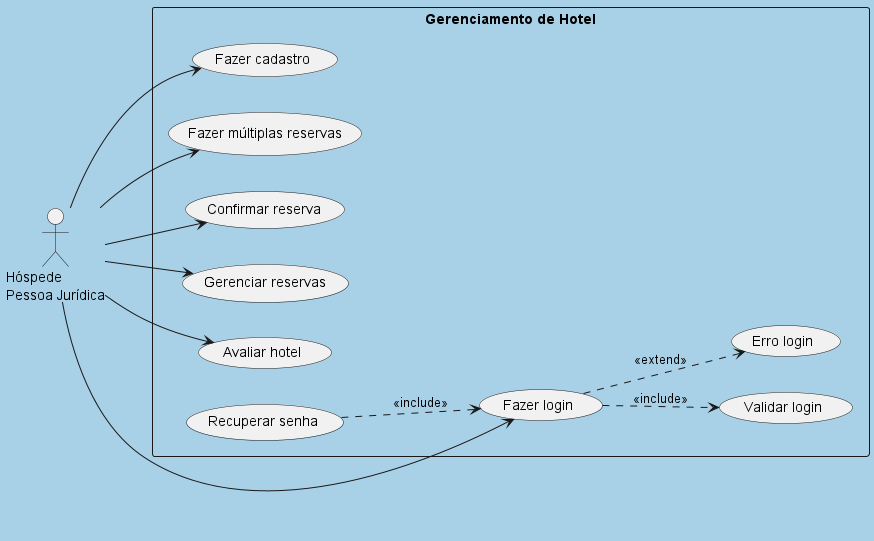 Gerenciamento de Hotel
Fazer cadastro
Fazer múltiplas reservas
Confirmar reserva
Hóspede
Pessoa Jurídica
Gerenciar reservas
Avaliar hotel
«extend»
Erro login
Recuperar senha
«include»
Fazer login
«include»
Validar login